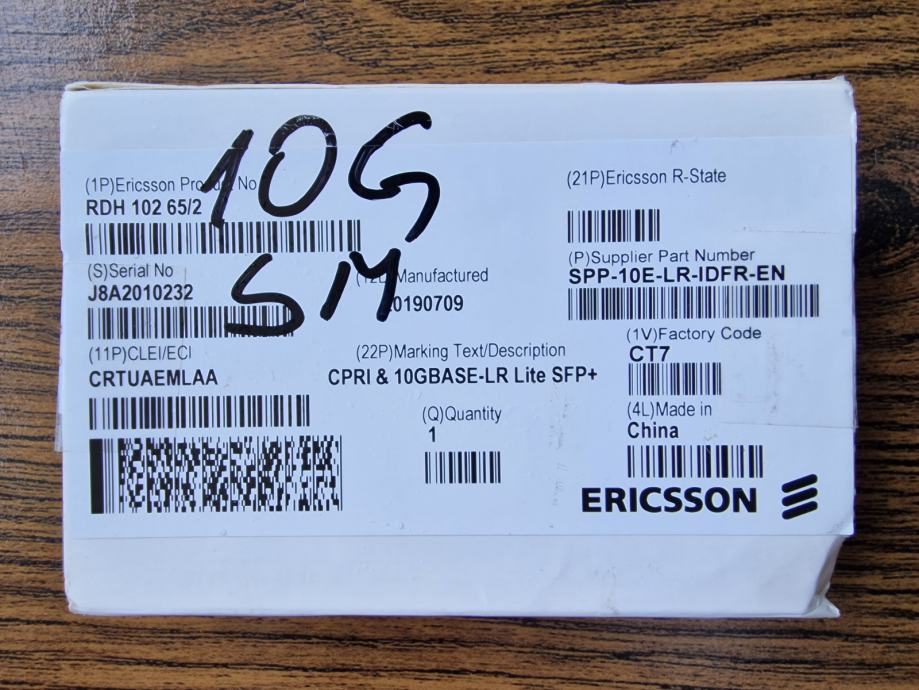 10G
SM
(1P)Ericsson Product No
RDH 102 65/2
(21P)Ericsson R-State
(S)Serial No
J8A2010232
Manufactured
20190709
(P)Supplier Part Number
SPP-10E-LR-IDFR-EN
(1V)Factory Code
CT7
(11P)CLEI/ECI
CRTUAEMLAA
(22P)Marking Text/Description
CPRI & 10GBASE-LR Lite SFP+
(Q)Quantity
1
(4L)Made in
China
ERICSSON